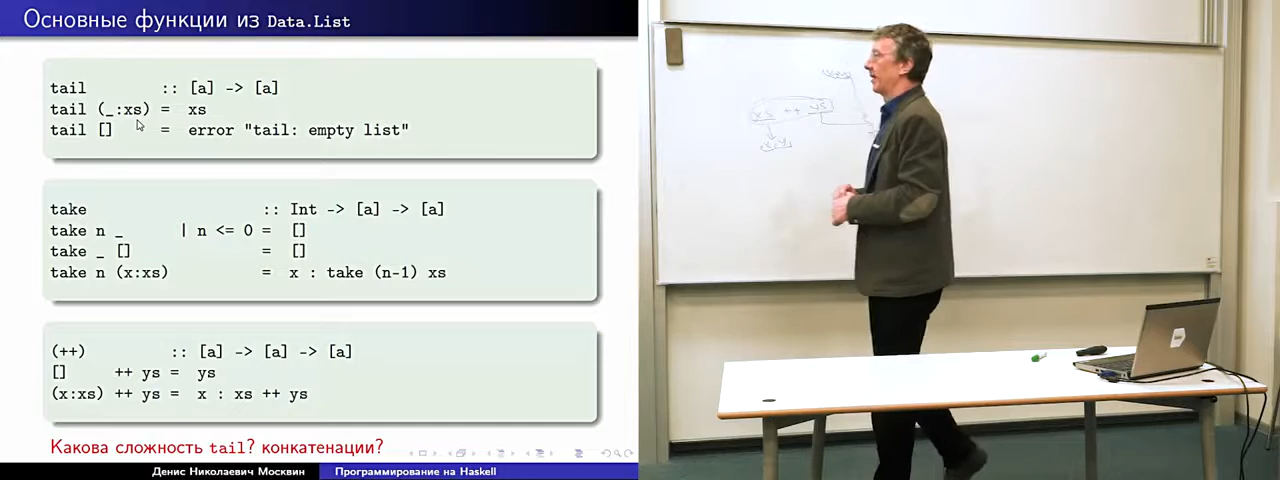 Основные функции из Data.List
tail :: [a] -> [a]
tail (_:xs) = xs
tail [] = error "tail: empty list"
take :: Int -> [a] -> [a]
take n _ | n <= 0 = []
take _ [] = []
take n (x:xs) = x : take (n-1) xs
(++) :: [a] -> [a] -> [a]
[] ++ ys = ys
(x:xs) ++ ys = x : xs ++ ys
Какова сложность tail? конкатенации?
Денис Николаевич Москвин Программирование на Haskell
xs ++ ys